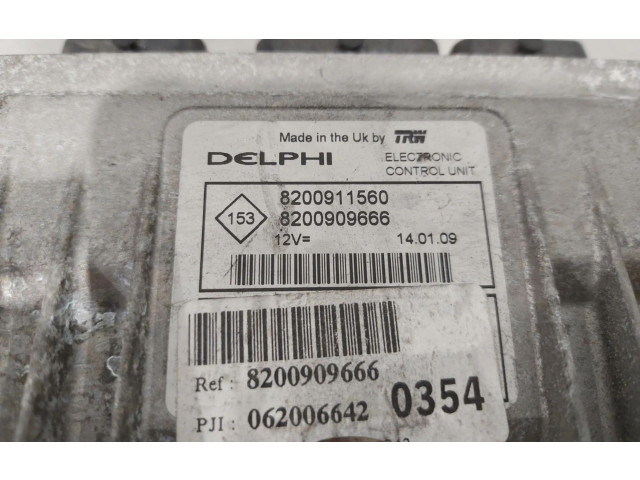 Made in the Uk by TRW
DELPHI ELECTRONIC
CONTROL UNIT
8200911560
153 8200909666
12V= 14.01.09
Ref : 8200909666
PJI : 062006642 0354